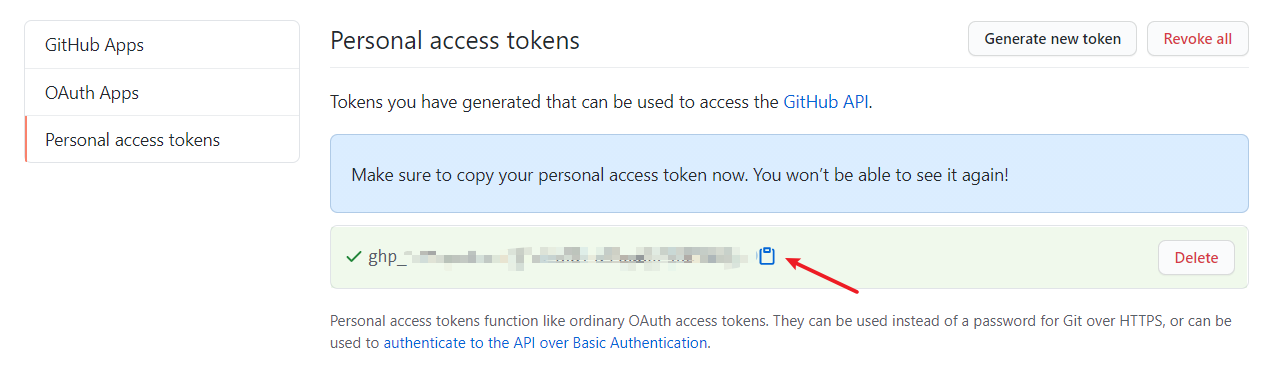 GitHub Apps
OAuth Apps
Personal access tokens
Personal access tokens
Generate new token
Revoke all
Tokens you have generated that can be used to access the GitHub API.
Make sure to copy your personal access token now. You won’t be able to see it again!
ghp_
Delete
Personal access tokens function like ordinary OAuth access tokens. They can be used instead of a password for Git over HTTPS, or can be
used to authenticate to the API over Basic Authentication.